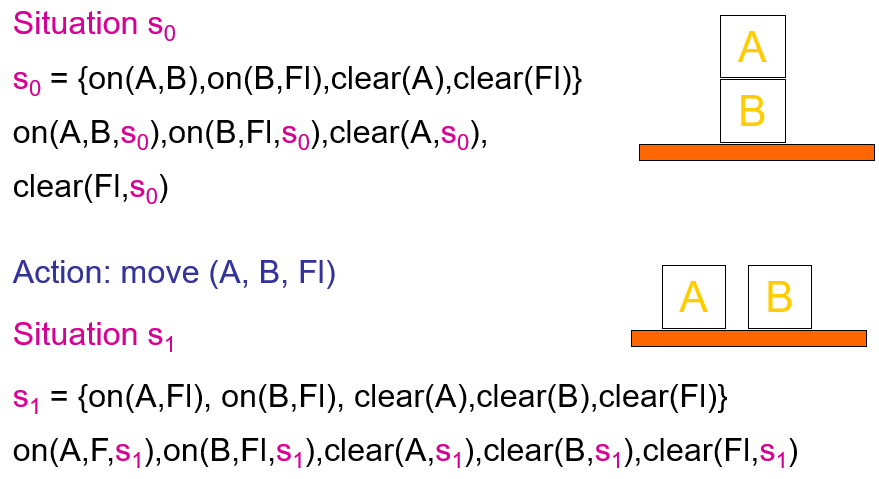 Situation s₀
s₀ = {on(A,B),on(B,Fl),clear(A),clear(Fl)}
on(A,B,s₀),on(B,Fl,s₀),clear(A,s₀),
clear(Fl,s₀)
A
B
Action: move (A, B, Fl)
Situation s₁
A B
s₁ = {on(A,Fl), on(B,Fl), clear(A),clear(B),clear(Fl)}
on(A,F,s₁),on(B,Fl,s₁),clear(A,s₁),clear(B,s₁),clear(Fl,s₁)